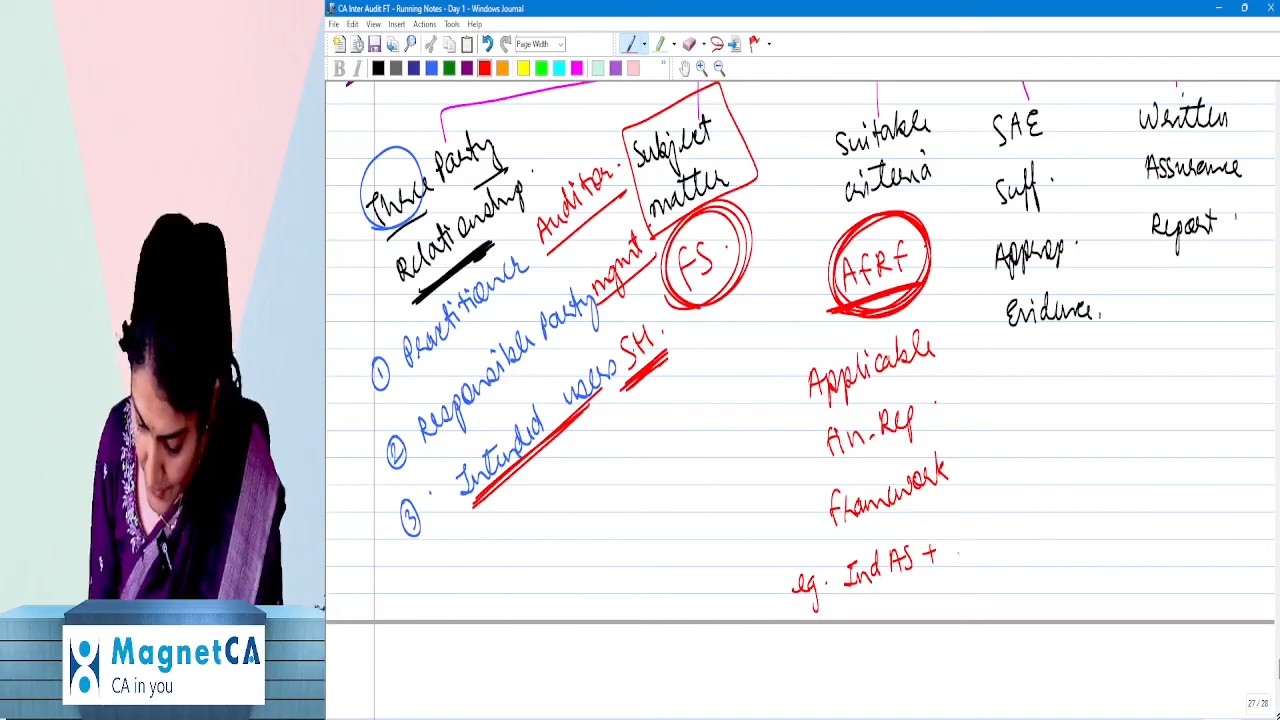 CA Inter Audit FT - Running Notes - Day 1 - Windows Journal
File Edit View Insert Actions Tools Help
Page Width
B I
Three Party
Relationship.
① Practitioner Auditor.
② Responsible Party mgmt
③ Intended users SH.
Subject
matter
FS
Suitable
criteria
AFRF
Applicable
Fin. Rep.
Framework
eg. Ind AS +
SAE
Suff.
Approp.
Evidence.
Written
Assurance
Report
27 / 28
MagnetCA
CA in you